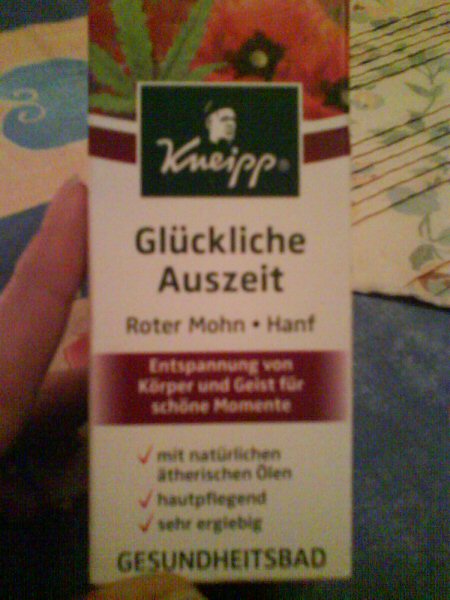 Kneipp®
Glückliche
Auszeit
Roter Mohn • Hanf
Entspannung von
Körper und Geist für
schöne Momente
✓ mit natürlichen
ätherischen Ölen
✓ hautpflegend
✓ sehr ergiebig
GESUNDHEITSBAD